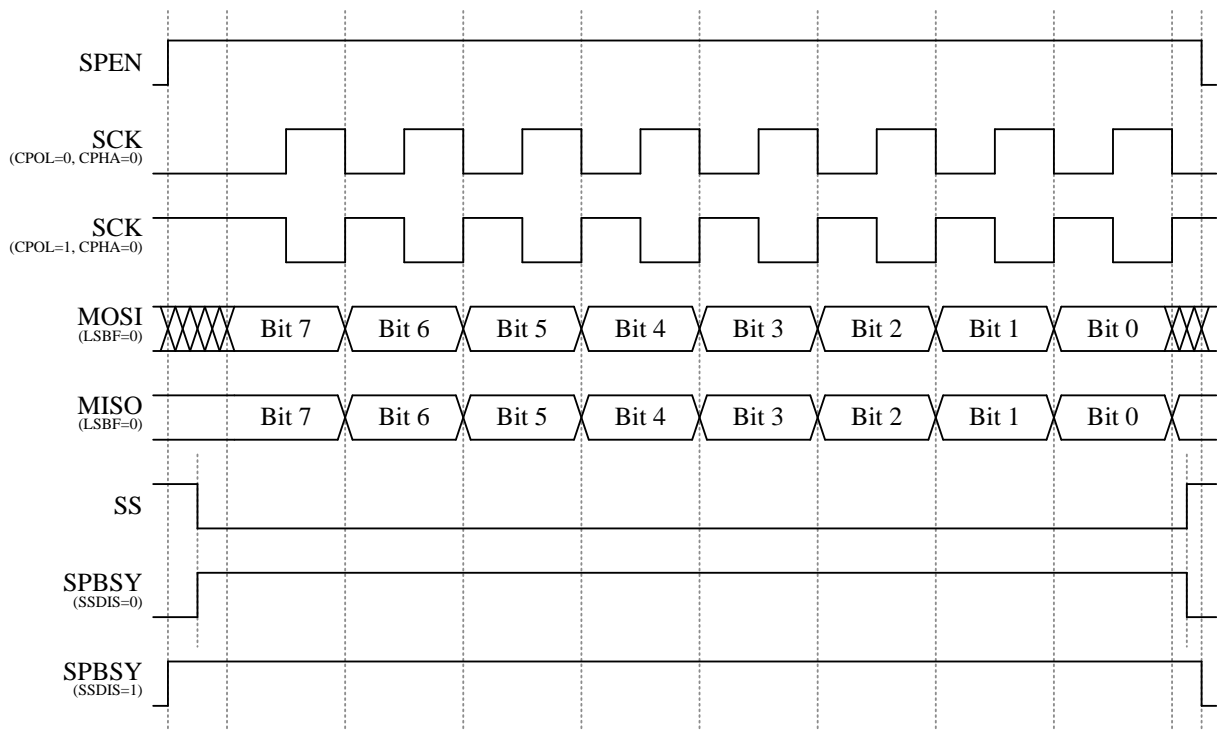 SPEN
SCK
(CPOL=0, CPHA=0)
SCK
(CPOL=1, CPHA=0)
MOSI
(LSBF=0)
Bit 7 Bit 6 Bit 5 Bit 4 Bit 3 Bit 2 Bit 1 Bit 0
MISO
(LSBF=0)
Bit 7 Bit 6 Bit 5 Bit 4 Bit 3 Bit 2 Bit 1 Bit 0
SS
SPBSY
(SSDIS=0)
SPBSY
(SSDIS=1)